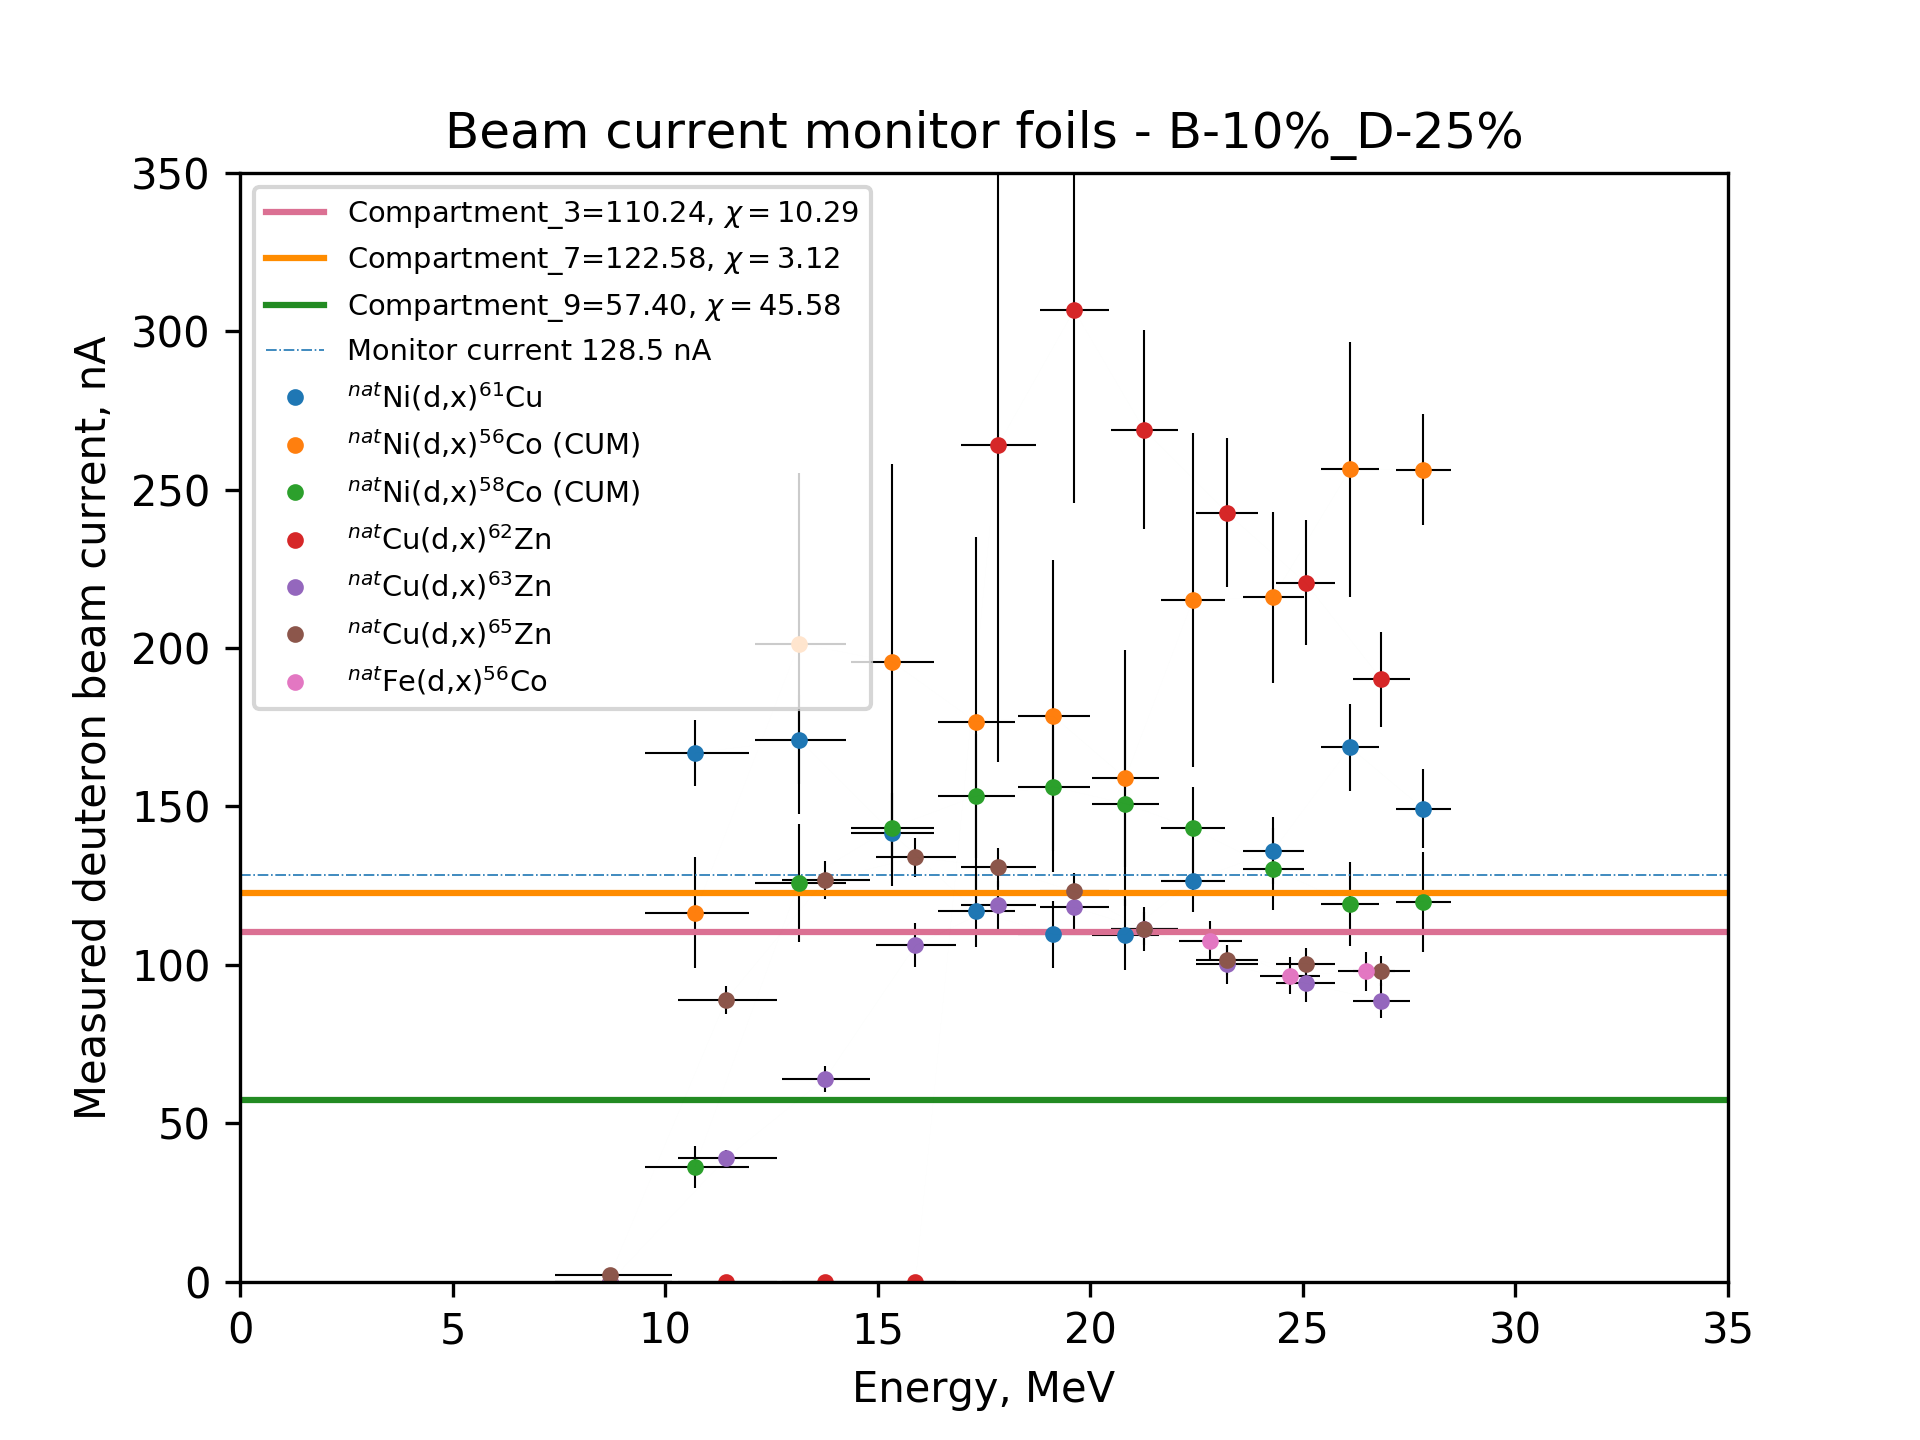 Beam current monitor foils - B-10%_D-25%
350
300
250
200
150
100
50
0
Measured deuteron beam current, nA
Compartment_3=110.24, χ = 10.29
Compartment_7=122.58, χ = 3.12
Compartment_9=57.40, χ = 45.58
Monitor current 128.5 nA
ⁿᵃᵗNi(d,x)⁶¹Cu
ⁿᵃᵗNi(d,x)⁵⁶Co (CUM)
ⁿᵃᵗNi(d,x)⁵⁸Co (CUM)
ⁿᵃᵗCu(d,x)⁶²Zn
ⁿᵃᵗCu(d,x)⁶³Zn
ⁿᵃᵗCu(d,x)⁶⁵Zn
ⁿᵃᵗFe(d,x)⁵⁶Co
0 5 10 15 20 25 30 35
Energy, MeV